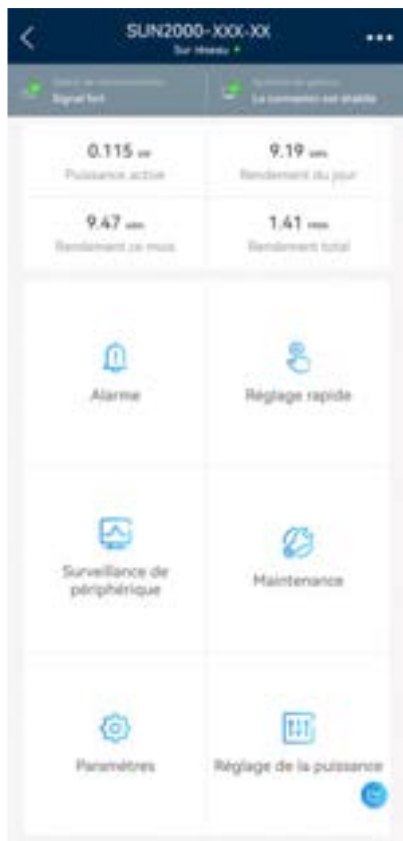 SUN2000-XXX-XX
Sur réseau
Signal fort
La connexion est établie
0.115
9.19
Puissance active
Rendement du jour
9.47
1.41
Rendement ce mois
Rendement total
Alarme
Réglage rapide
Surveillance de
périphérique
Maintenance
Paramètres
Réglage de la puissance